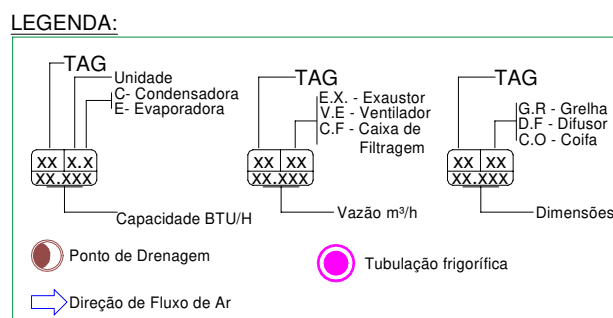 LEGENDA:
TAG
Unidade
C- Condensadora
E- Evaporadora
XX X.X
XX.XXX
Capacidade BTU/H
TAG
E.X. - Exaustor
V.E - Ventilador
C.F - Caixa de
Filtragem
XX XX
XX.XXX
Vazão m³/h
TAG
G.R - Grelha
D.F - Difusor
C.O - Coifa
XX XX
XX.XXX
Dimensões
Ponto de Drenagem
Tubulação frigorífica
Direção de Fluxo de Ar